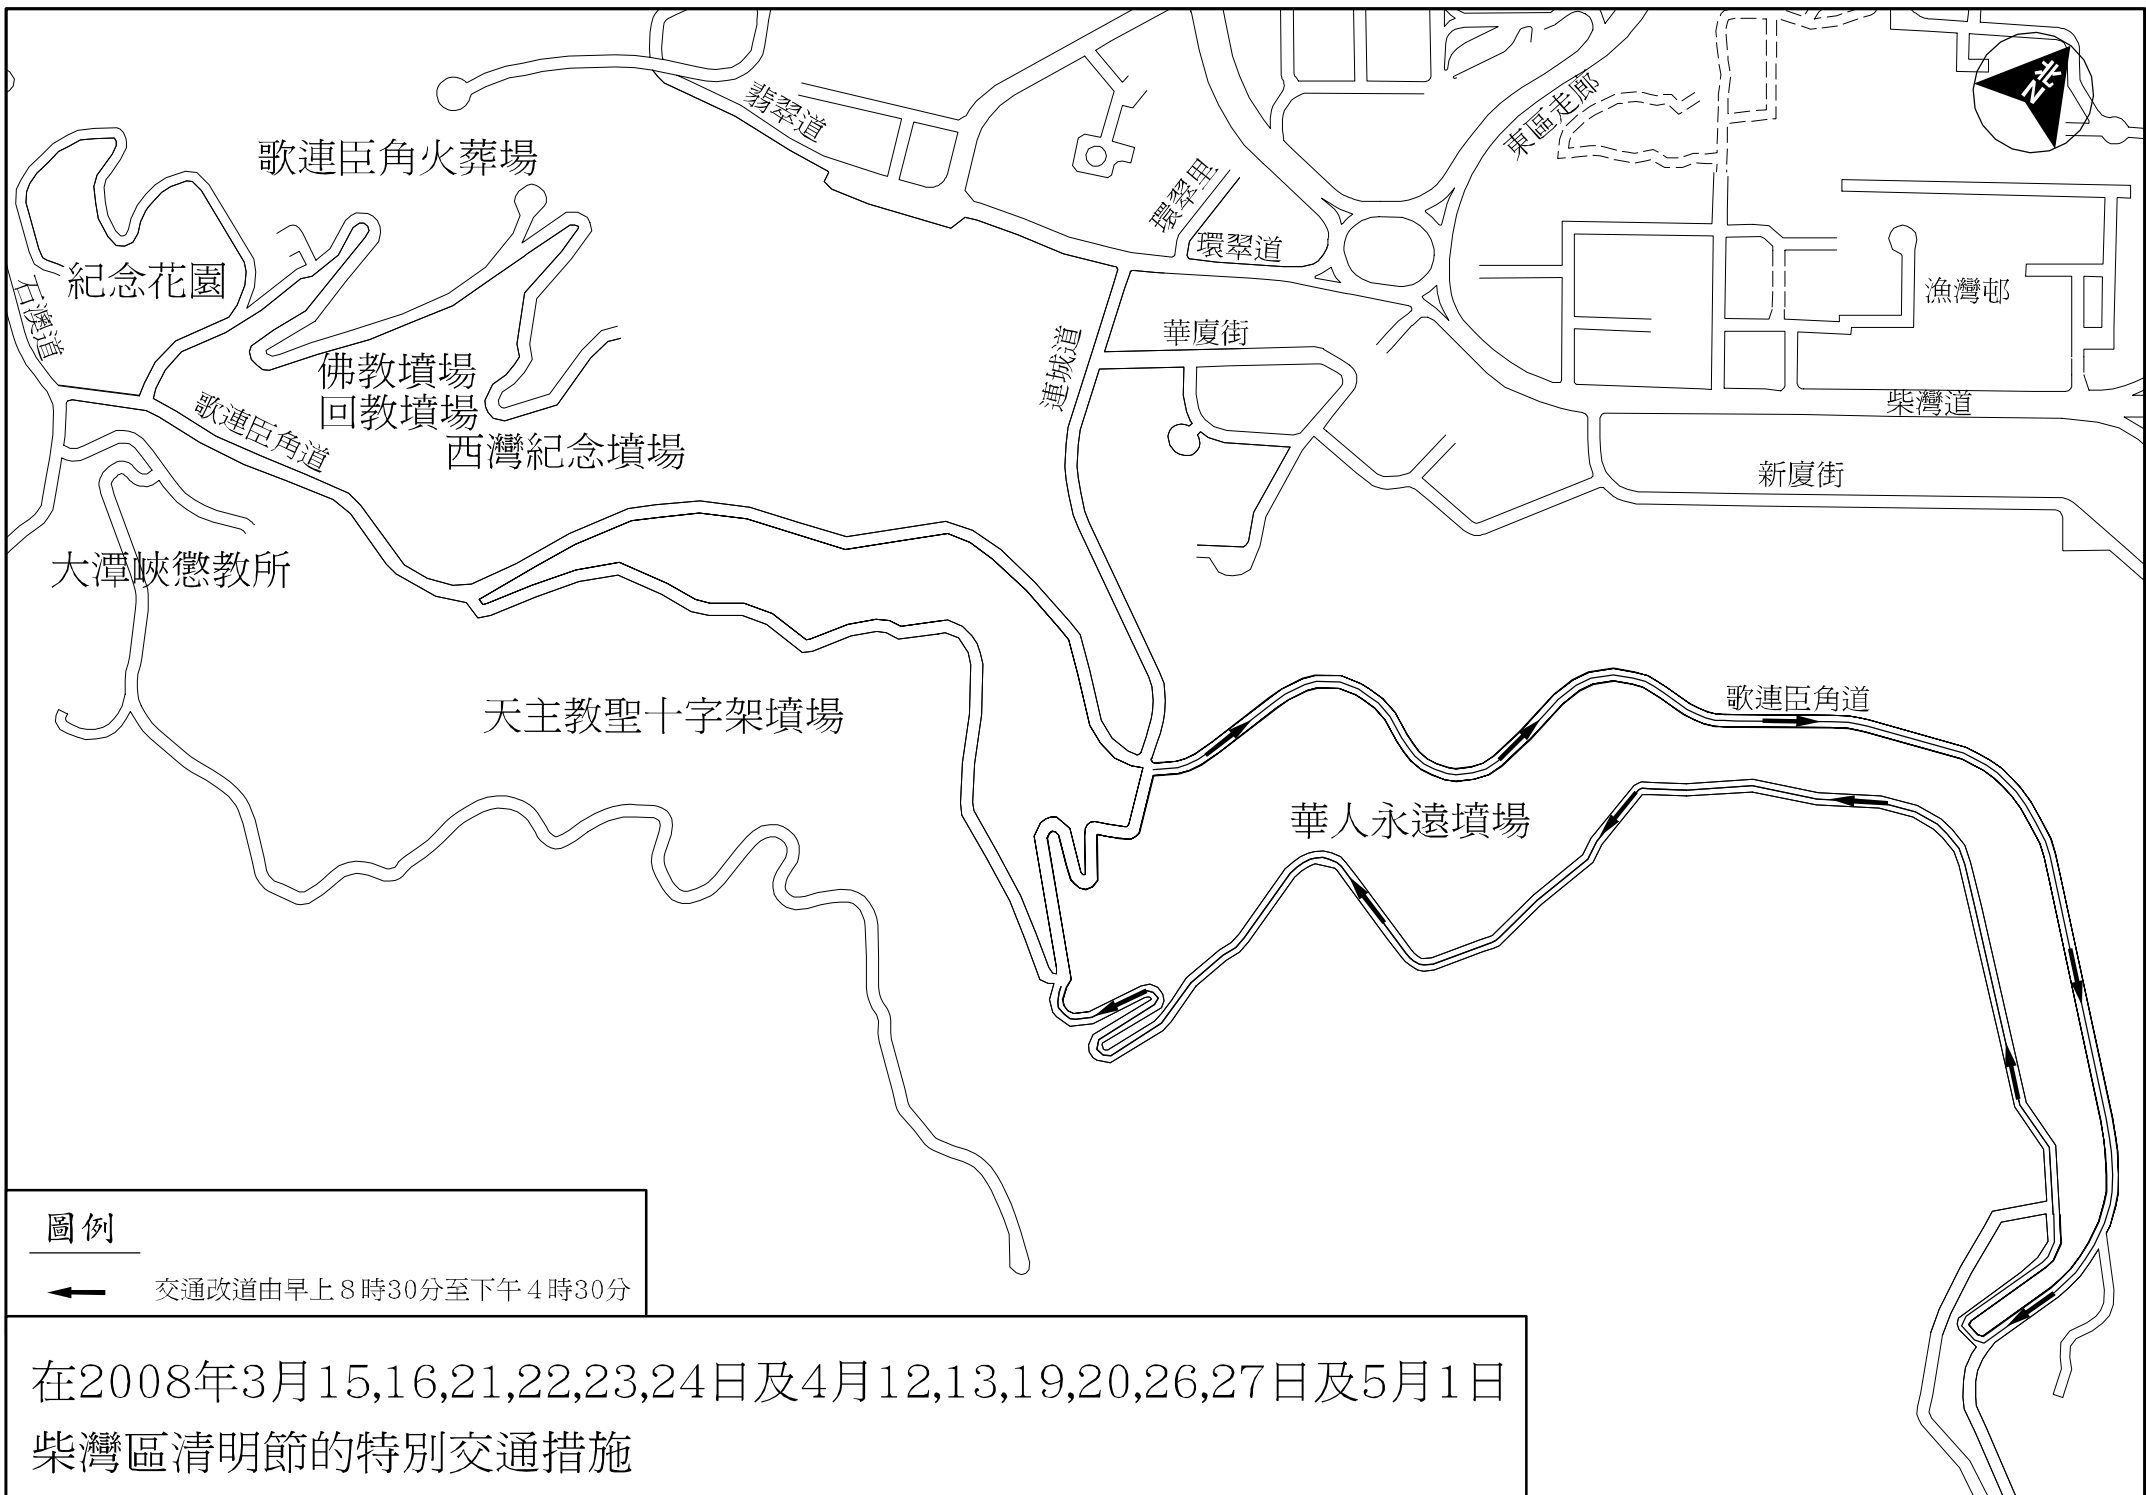 翡翠道
東區走廊
北
N
歌連臣角火葬場
環翠里
環翠道
紀念花園
石澳道
漁灣邨
華廈街
連城道
佛教墳場
回教墳場
柴灣道
歌連臣角道
西灣紀念墳場
新廈街
大潭峽懲教所
天主教聖十字架墳場
歌連臣角道
華人永遠墳場
圖例
交通改道由早上8時30分至下午4時30分
在2008年3月15,16,21,22,23,24日及4月12,13,19,20,26,27日及5月1日
柴灣區清明節的特別交通措施